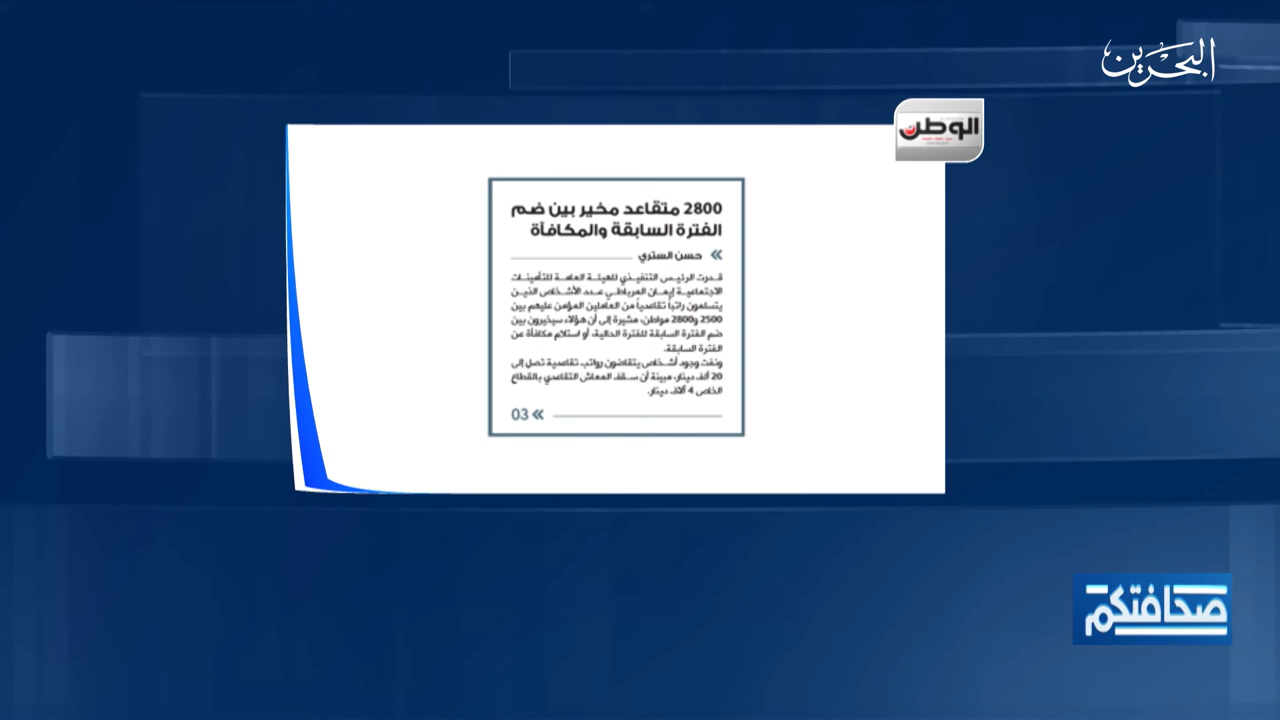 البحرين
الوطن
2800 متقاعد مخير بين ضم
الفترة السابقة والمكافأة
حسن الستري
قدرت الرئيس التنفيذي للهيئة العامة للتأمينات
الاجتماعية إيمان المرباطي عدد الأشخاص الذين
يتسلمون راتباً تقاعدياً من العاملين المؤمن عليهم بين
2500 و2800 مواطن، مشيرة إلى أن هؤلاء سيخيرون بين
ضم الفترة السابقة للفترة الحالية، أو استلام مكافأة عن
الفترة السابقة.
ونفت وجود أشخاص يتقاضون رواتب تقاعدية تصل إلى
20 ألف دينار، مبينة أن سقف المعاش التقاعدي بالقطاع
الخاص 4 آلاف دينار.
03
صحافتكم